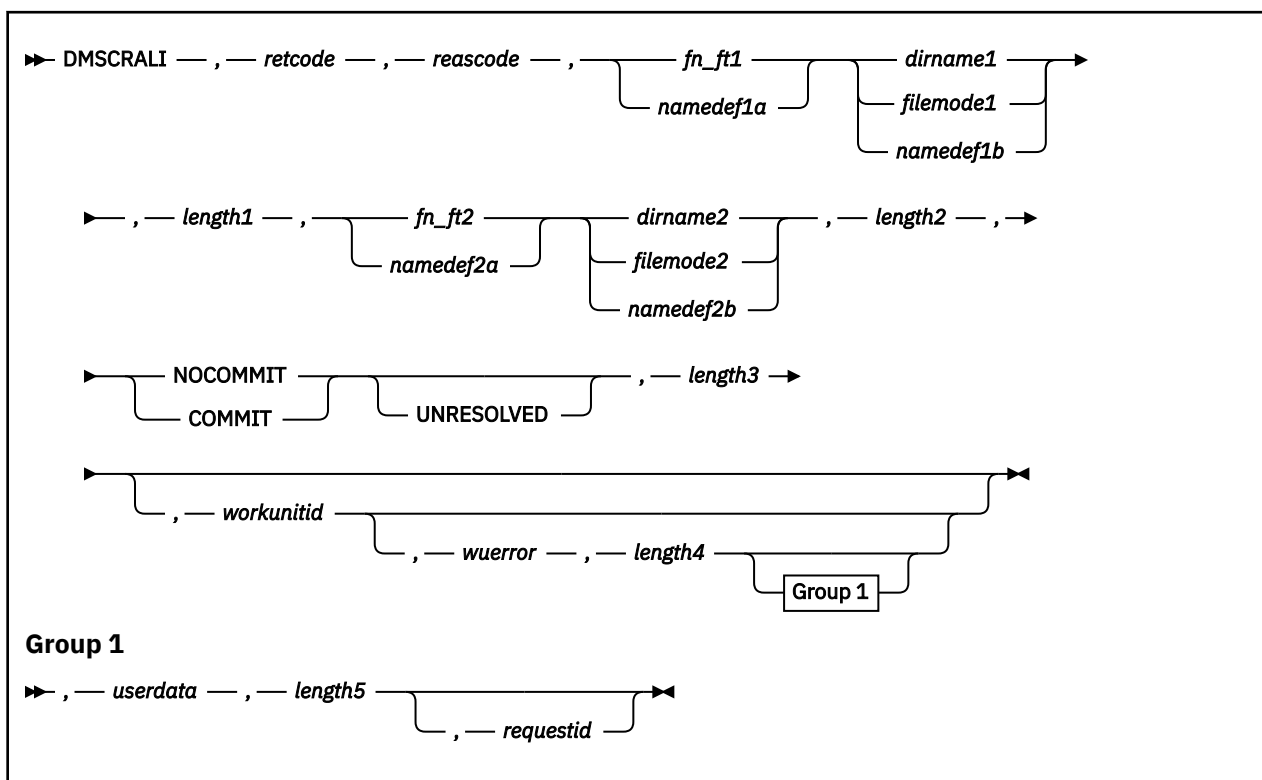 DMSCRALI , retcode , reascode , fn_ft1 dirname1
namedef1a filemode1
namedef1b
, length1 , fn_ft2 dirname2 , length2 ,
namedef2a filemode2
namedef2b
NOCOMMIT , length3
COMMIT UNRESOLVED
, workunitid
, wuerror , length4
Group 1
Group 1
, userdata , length5
, requestid